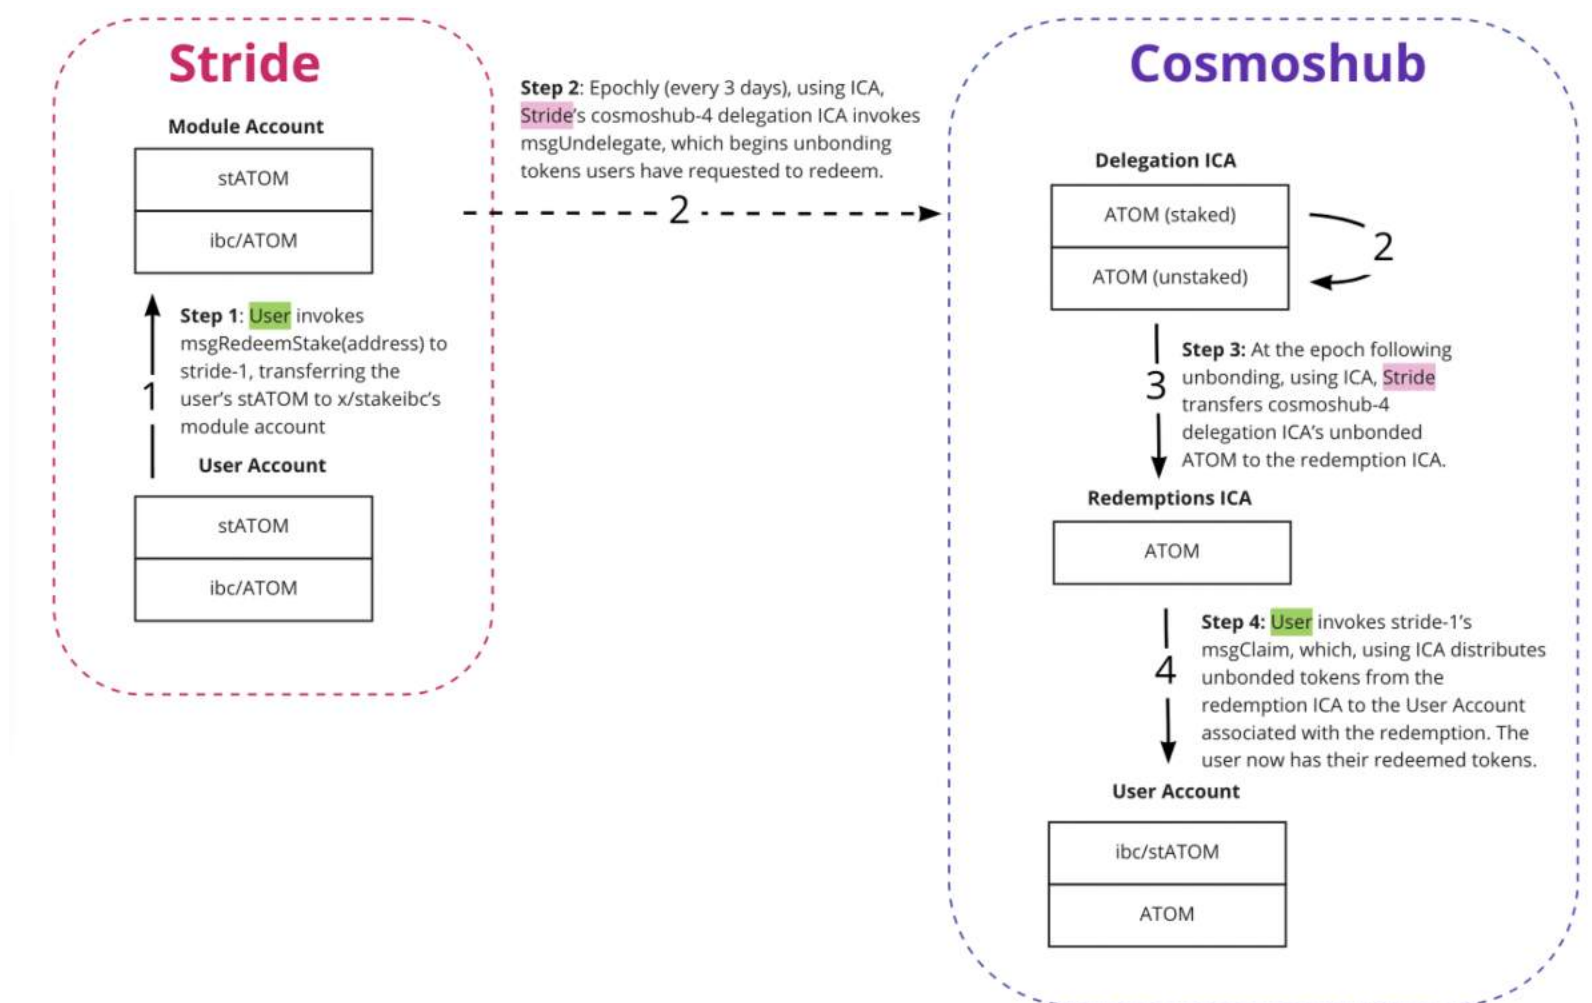 Stride
Module Account
stATOM
ibc/ATOM
Step 1: User invokes
msgRedeemStake(address) to
stride-1, transferring the
user's stATOM to x/stakeibc's
module account
1
User Account
stATOM
ibc/ATOM
Step 2: Epochly (every 3 days), using ICA,
Stride's cosmoshub-4 delegation ICA invokes
msgUndelegate, which begins unbonding
tokens users have requested to redeem.
2
Cosmoshub
Delegation ICA
ATOM (staked)
ATOM (unstaked)
2
Step 3: At the epoch following
unbonding, using ICA, Stride
transfers cosmoshub-4
delegation ICA's unbonded
ATOM to the redemption ICA.
3
Redemptions ICA
ATOM
Step 4: User invokes stride-1's
msgClaim, which, using ICA distributes
unbonded tokens from the
redemption ICA to the User Account
associated with the redemption. The
user now has their redeemed tokens.
4
User Account
ibc/stATOM
ATOM